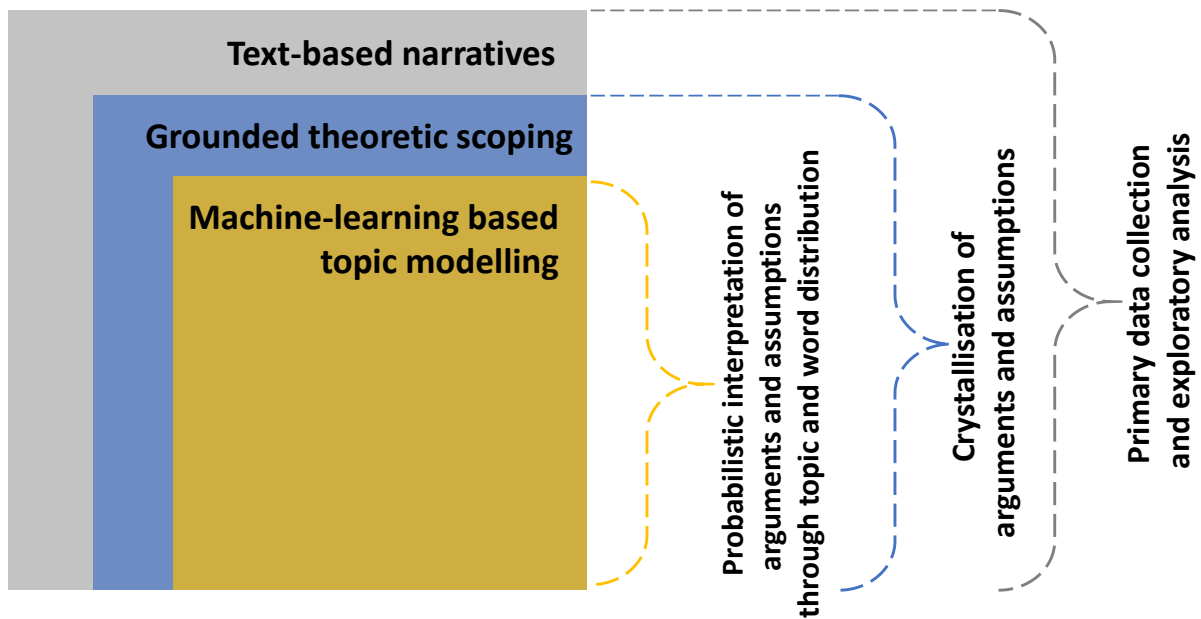 Text-based narratives
Grounded theoretic scoping
Machine-learning based
topic modelling
Probabilistic interpretation of
arguments and assumptions
through topic and word distribution
Crystallisation of
arguments and assumptions
Primary data collection
and exploratory analysis